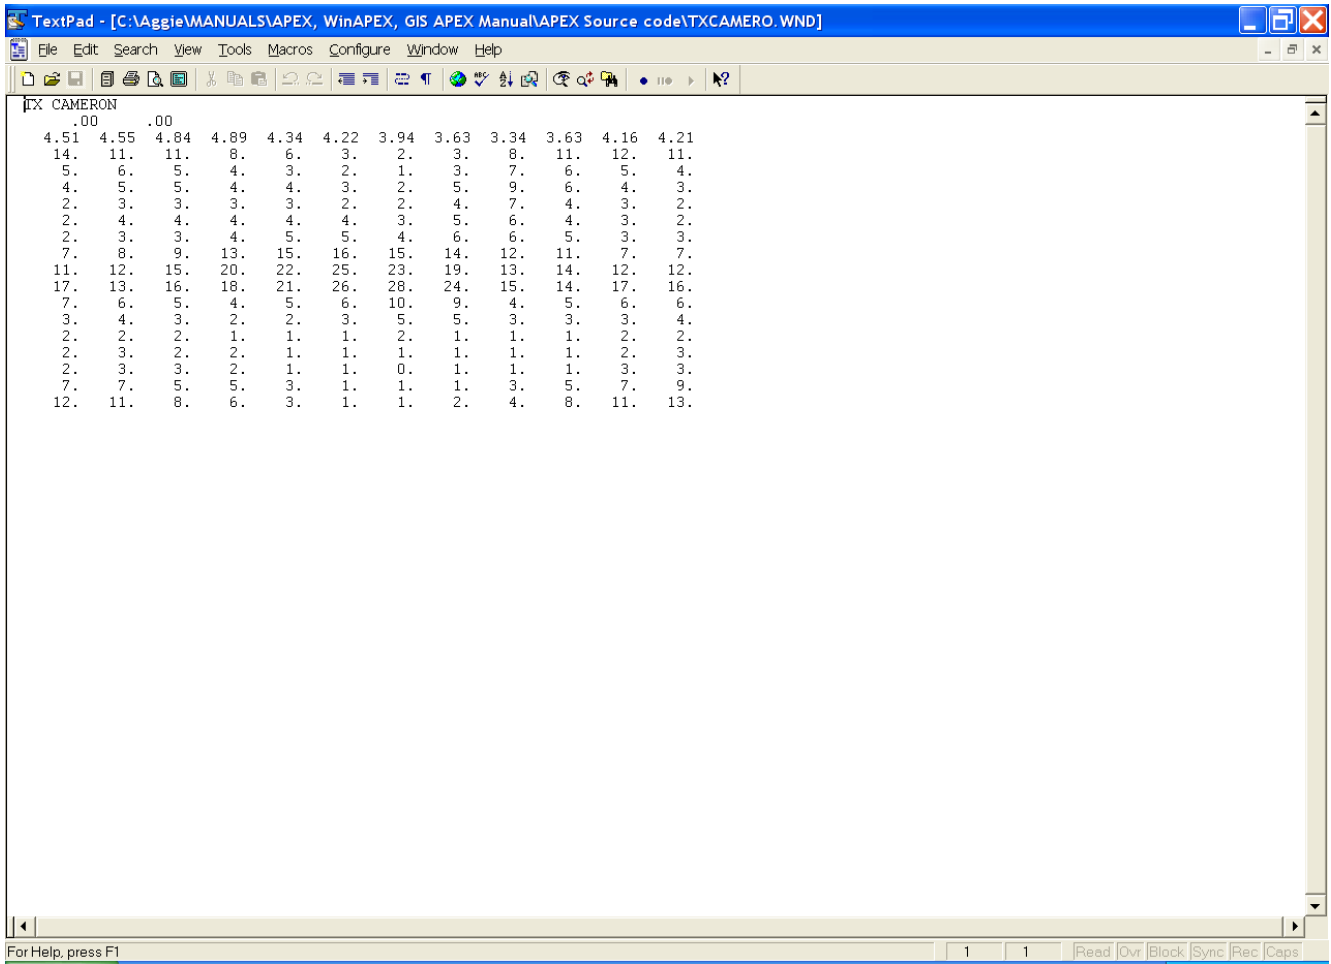 TextPad - [C:\Aggie\MANUALS\APEX, WinAPEX, GIS APEX Manual\APEX Source code\TXCAMERO.WND]
File Edit Search View Tools Macros Configure Window Help
TX CAMERON
.00 .00
4.51 4.55 4.84 4.89 4.34 4.22 3.94 3.63 3.34 3.63 4.16 4.21
14. 11. 11. 8. 6. 3. 2. 3. 8. 11. 12. 11.
5. 6. 5. 4. 3. 2. 1. 3. 7. 6. 5. 4.
4. 5. 5. 4. 4. 3. 2. 5. 9. 6. 4. 3.
2. 3. 3. 3. 3. 2. 2. 4. 7. 4. 3. 2.
2. 4. 4. 4. 4. 4. 3. 5. 6. 4. 3. 2.
2. 3. 3. 4. 5. 5. 4. 6. 6. 5. 3. 3.
7. 8. 9. 13. 15. 16. 15. 14. 12. 11. 7. 7.
11. 12. 15. 20. 22. 25. 23. 19. 13. 14. 12. 12.
17. 13. 16. 18. 21. 26. 28. 24. 15. 14. 17. 16.
7. 6. 5. 4. 5. 6. 10. 9. 4. 5. 6. 6.
3. 4. 3. 2. 2. 3. 5. 5. 3. 3. 3. 4.
2. 2. 2. 1. 1. 1. 2. 1. 1. 1. 2. 2.
2. 3. 2. 2. 1. 1. 1. 1. 1. 1. 2. 3.
2. 3. 3. 2. 1. 1. 0. 1. 1. 1. 3. 3.
7. 7. 5. 5. 3. 1. 1. 1. 3. 5. 7. 9.
12. 11. 8. 6. 3. 1. 1. 2. 4. 8. 11. 13.
For Help, press F1 1 1 Read Ovr Block Sync Rec Caps